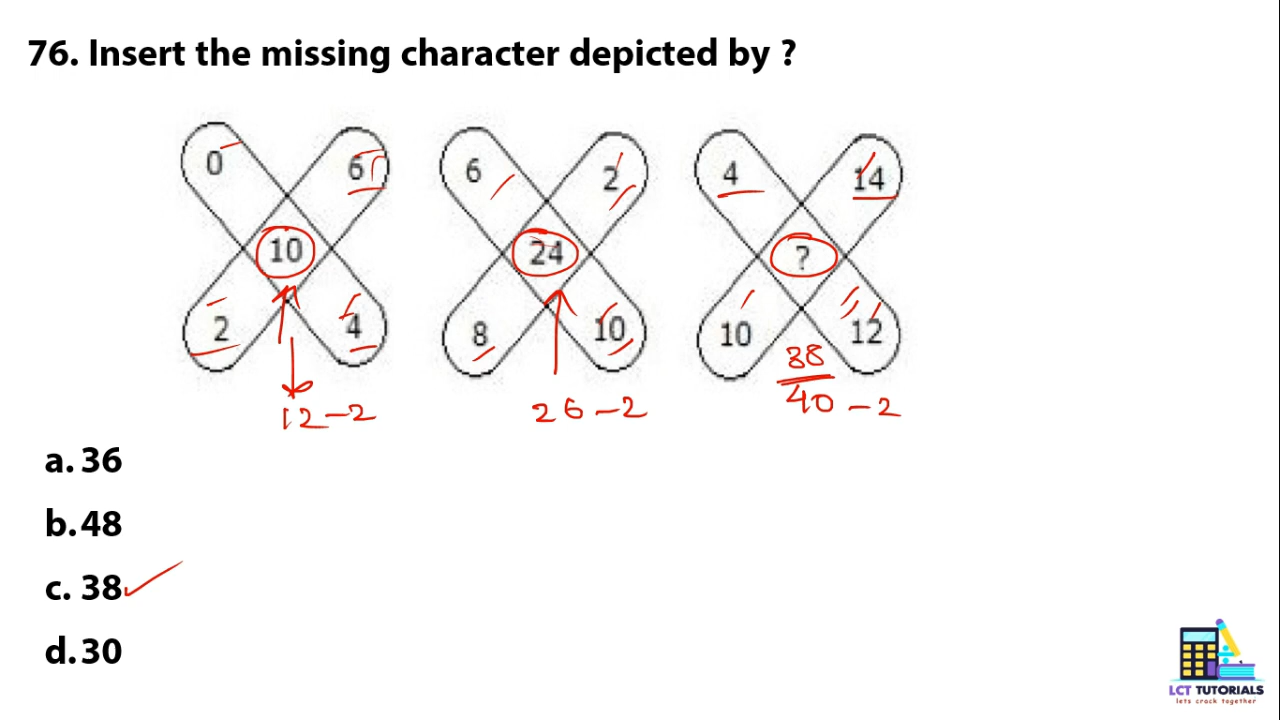 76. Insert the missing character depicted by ?
0 6 6 2 4 14
10 24 ?
2 4 8 10 10 12
38
12-2 26-2 40-2
a. 36
b. 48
c. 38
d. 30
LCT TUTORIALS
lets crack together